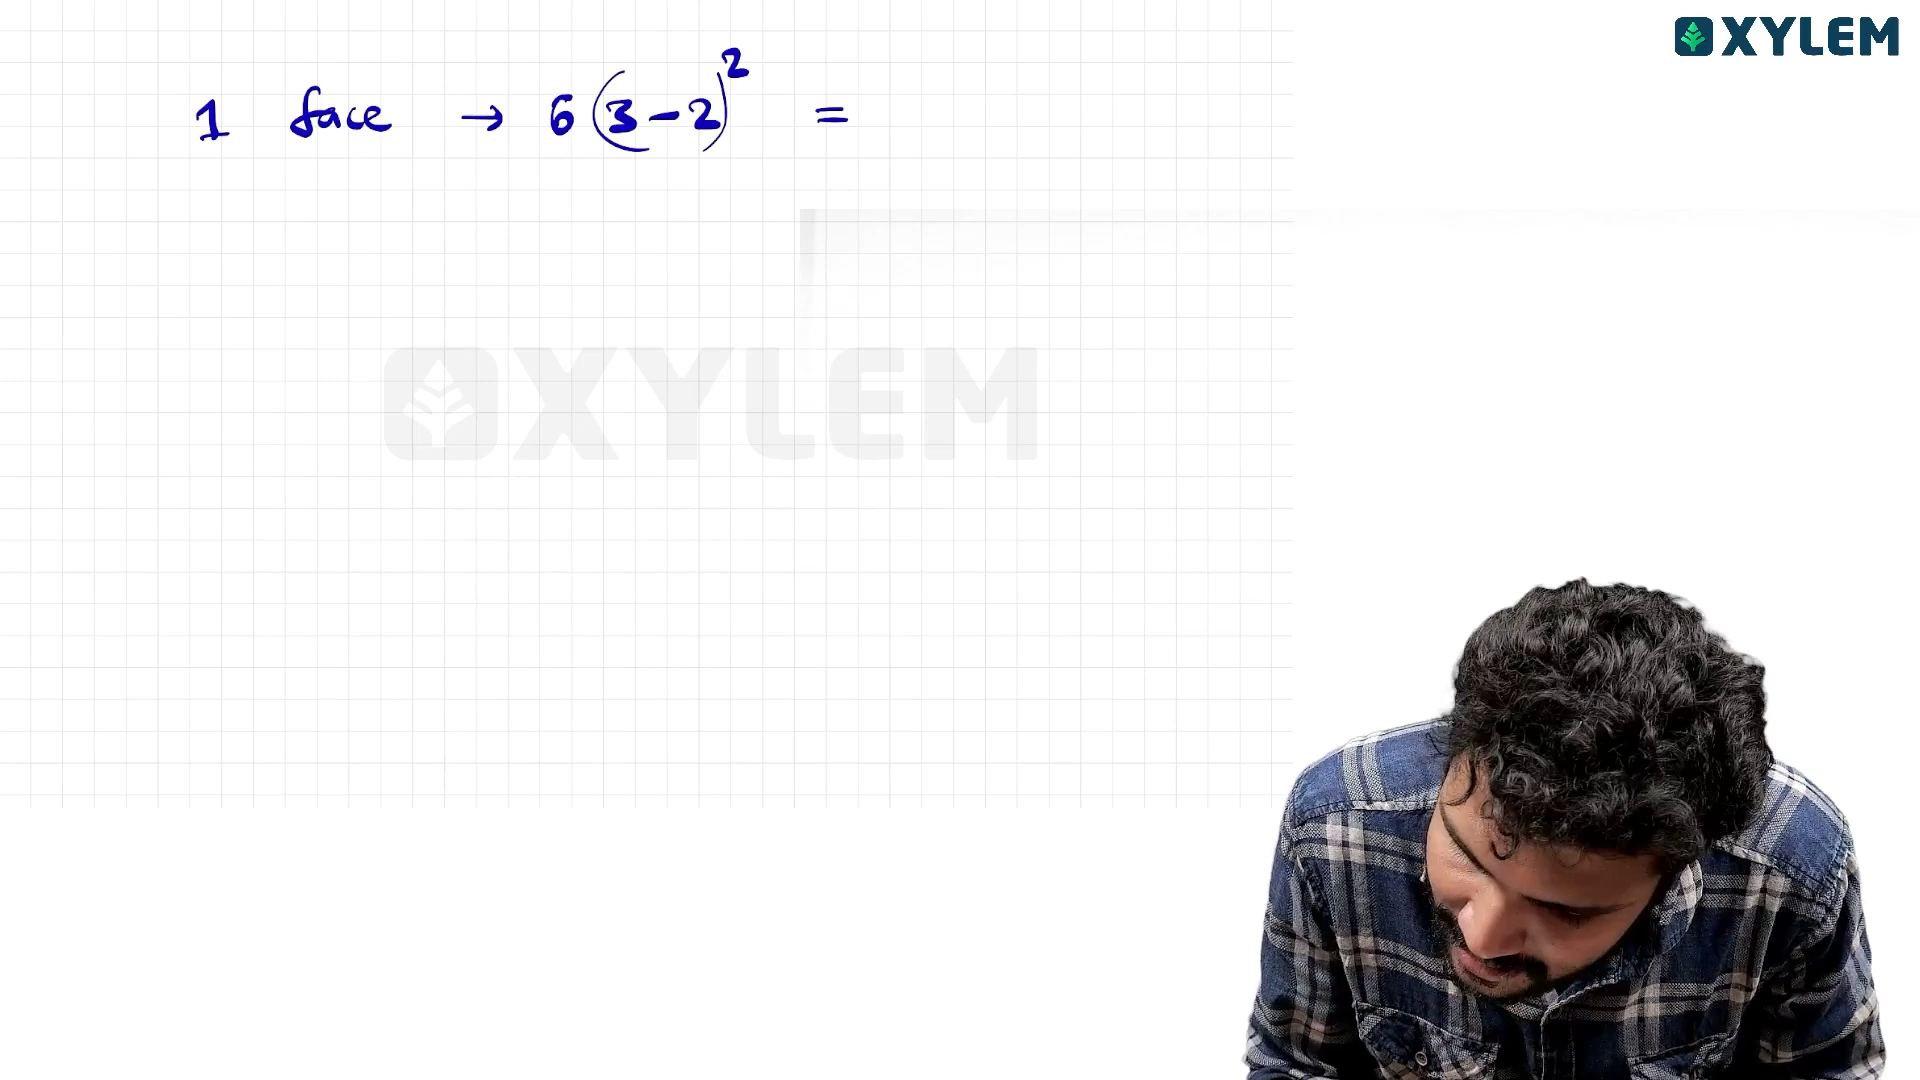 XYLEM
1 face → 6(3-2)² =
XYLEM